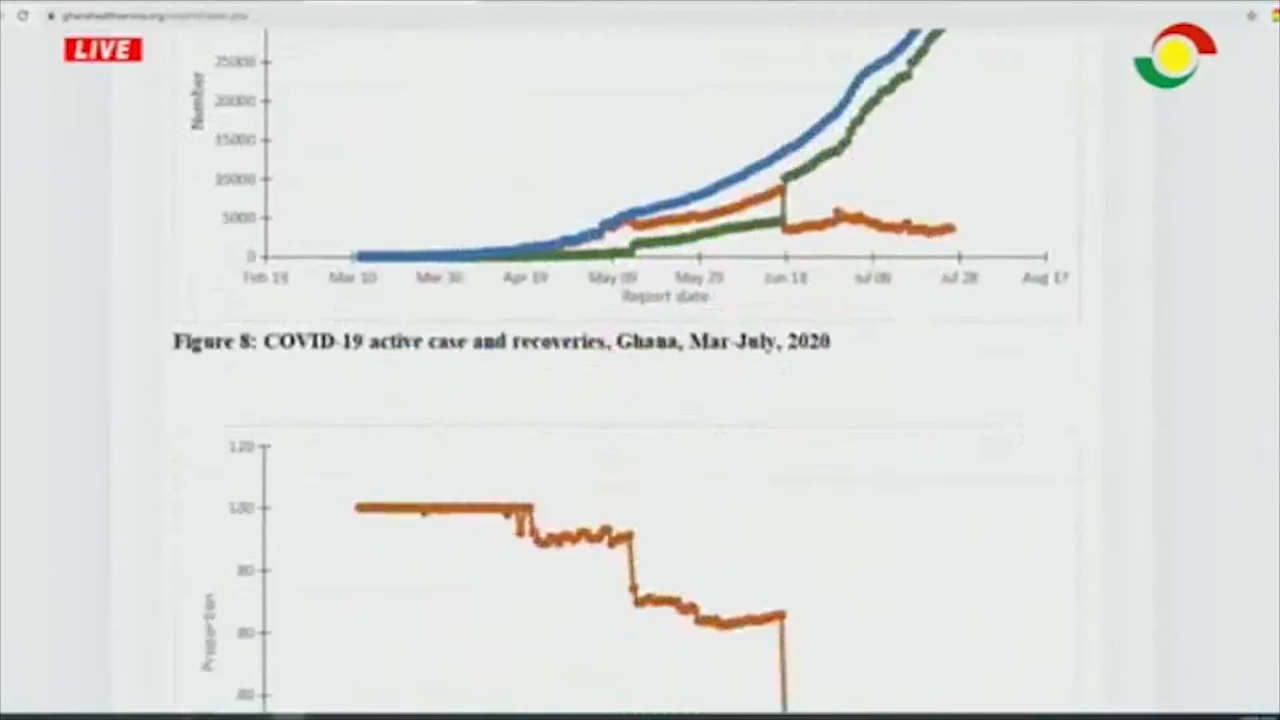 LIVE
Number
25000
20000
15000
10000
5000
0
Feb 19 Mar 10 Mar 30 Apr 19 May 09 May 29 Jun 18 Jul 08 Jul 28 Aug 17
Report date
Figure 8: COVID-19 active case and recoveries, Ghana, Mar-July, 2020
120
100
80
60
40
Proportion